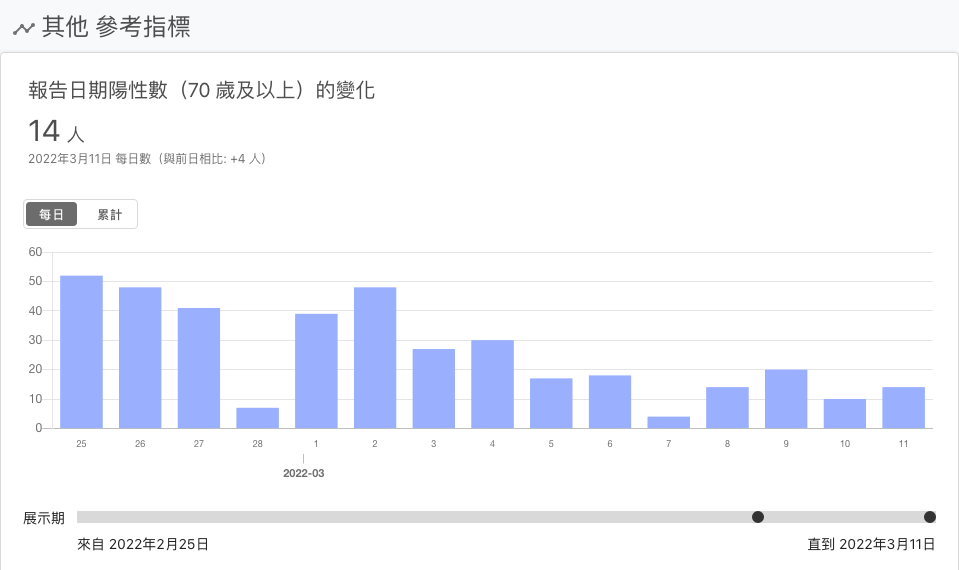 其他 參考指標
報告日期陽性數（70 歲及以上）的變化
14 人
2022年3月11日 每日數（與前日相比: +4 人）
每日 累計
60
50
40
30
20
10
0
25 26 27 28 1 2 3 4 5 6 7 8 9 10 11
2022-03
展示期
來自 2022年2月25日 直到 2022年3月11日